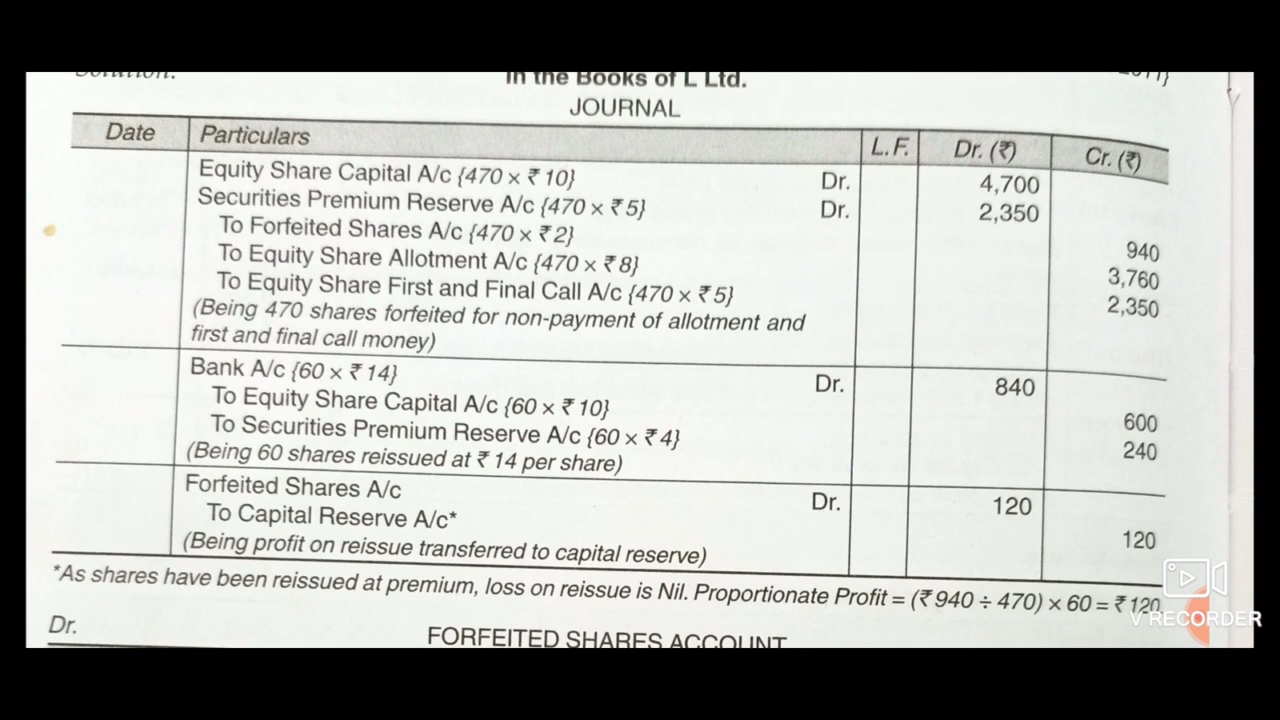 Solution.
In the Books of L Ltd.
2011}
JOURNAL
Date Particulars L.F. Dr. (₹) Cr. (₹)
Equity Share Capital A/c {470 × ₹ 10} Dr. 4,700
Securities Premium Reserve A/c {470 × ₹ 5} Dr. 2,350
To Forfeited Shares A/c {470 × ₹ 2} 940
To Equity Share Allotment A/c {470 × ₹ 8} 3,760
To Equity Share First and Final Call A/c {470 × ₹ 5} 2,350
(Being 470 shares forfeited for non-payment of allotment and
first and final call money)
Bank A/c {60 × ₹ 14} Dr. 840
To Equity Share Capital A/c {60 × ₹ 10} 600
To Securities Premium Reserve A/c {60 × ₹ 4} 240
(Being 60 shares reissued at ₹ 14 per share)
Forfeited Shares A/c Dr. 120
To Capital Reserve A/c* 120
(Being profit on reissue transferred to capital reserve)
*As shares have been reissued at premium, loss on reissue is Nil. Proportionate Profit = (₹ 940 ÷ 470) × 60 = ₹ 120
V RECORDER
Dr.
FORFEITED SHARES ACCOUNT